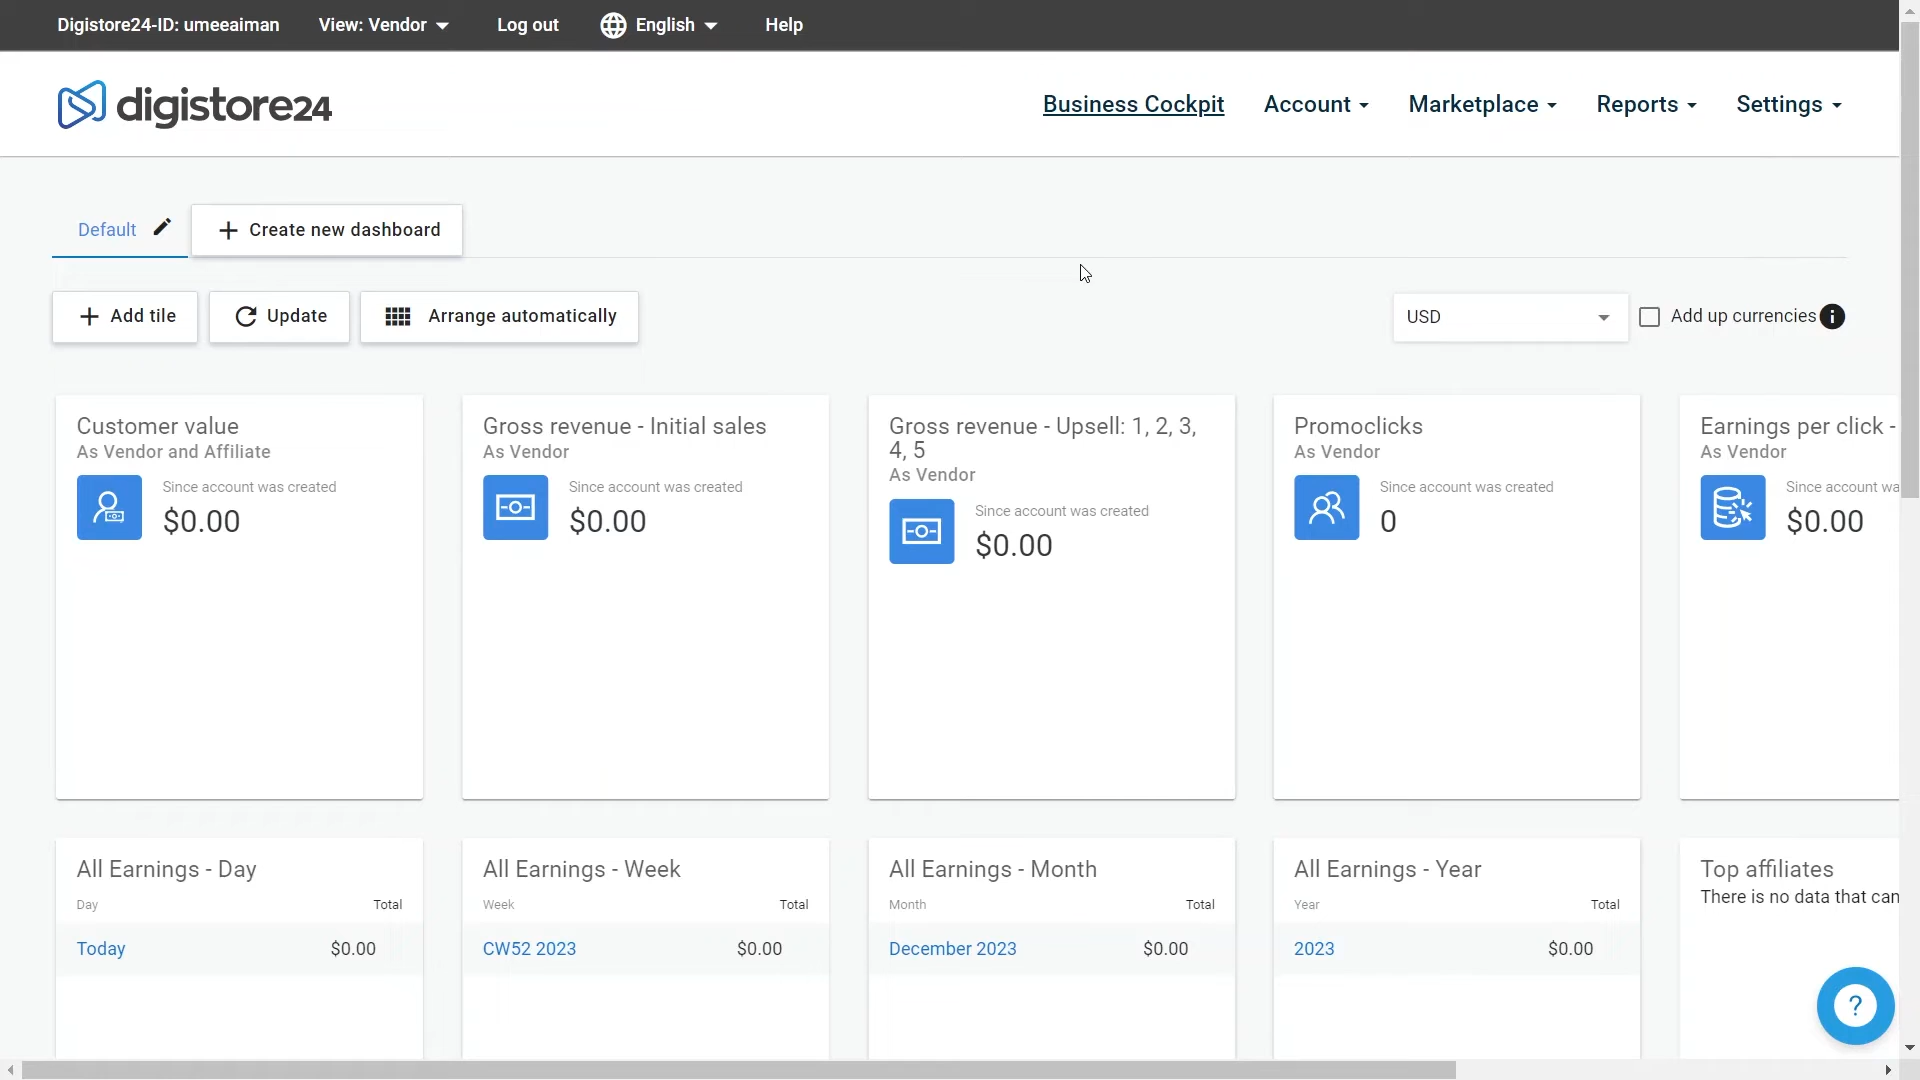 Digistore24-ID: umeeaiman
View: Vendor
Log out
English
Help
digistore24
Business Cockpit
Account
Marketplace
Reports
Settings
Default
Create new dashboard
Add tile
Update
Arrange automatically
USD
Add up currencies
Customer value
As Vendor and Affiliate
Since account was created
$0.00
Gross revenue - Initial sales
As Vendor
Since account was created
$0.00
Gross revenue - Upsell: 1, 2, 3,
4, 5
As Vendor
Since account was created
$0.00
Promoclicks
As Vendor
Since account was created
0
Earnings per click -
As Vendor
Since account wa
$0.00
All Earnings - Day
Day Total
Today $0.00
All Earnings - Week
Week Total
CW52 2023 $0.00
All Earnings - Month
Month Total
December 2023 $0.00
All Earnings - Year
Year Total
2023 $0.00
Top affiliates
There is no data that can
?